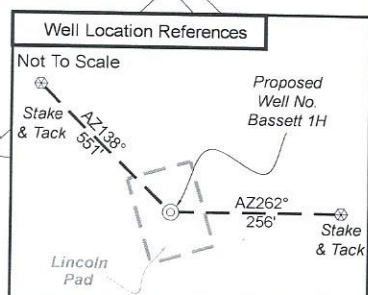 Well Location References
Not To Scale
Stake
& Tack
AZ138°
551'
Proposed
Well No.
Bassett 1H
AZ262°
256'
Stake
& Tack
Lincoln
Pad